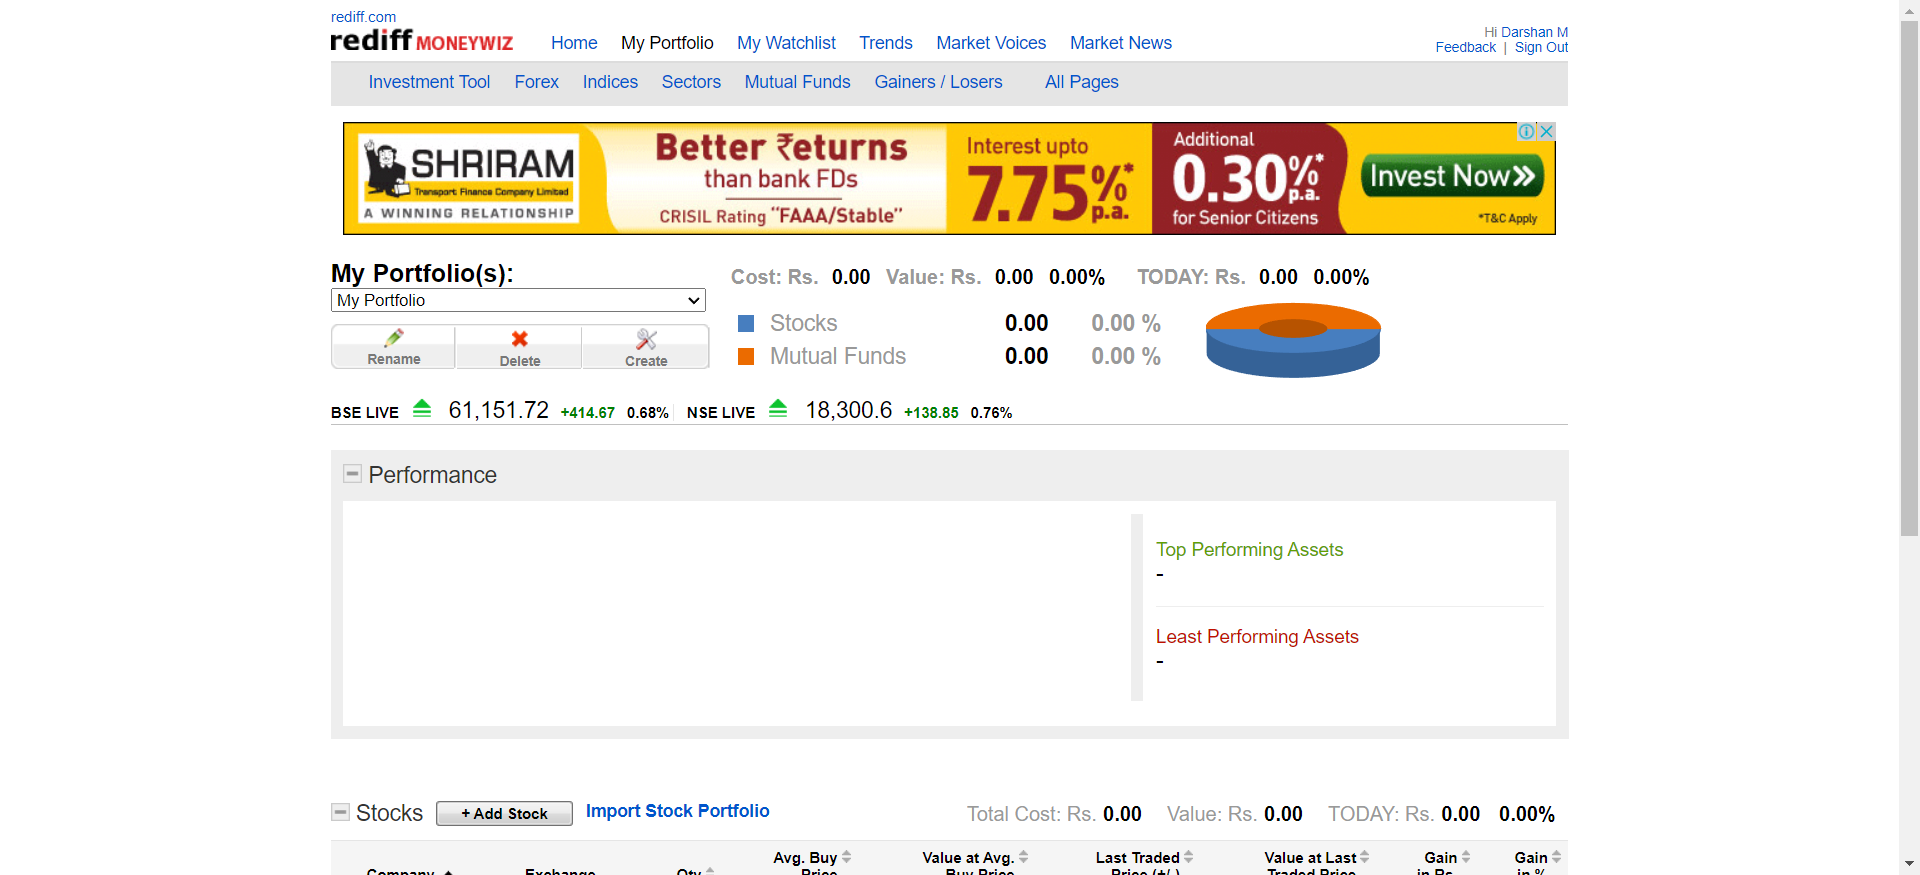 rediff.com
rediff MONEYWIZ
Home My Portfolio My Watchlist Trends Market Voices Market News
Hi Darshan M
Feedback | Sign Out
Investment Tool Forex Indices Sectors Mutual Funds Gainers / Losers All Pages
SHRIRAM
Transport Finance Company Limited
A WINNING RELATIONSHIP
Better ₹eturns
than bank FDs
CRISIL Rating "FAAA/Stable"
Interest upto
7.75%*
p.a.
Additional
0.30%*
p.a.
for Senior Citizens
Invest Now
*T&C Apply
My Portfolio(s):
My Portfolio
Rename Delete Create
Cost: Rs. 0.00 Value: Rs. 0.00 0.00% TODAY: Rs. 0.00 0.00%
Stocks 0.00 0.00 %
Mutual Funds 0.00 0.00 %
BSE LIVE 61,151.72 +414.67 0.68% NSE LIVE 18,300.6 +138.85 0.76%
Performance
Top Performing Assets
-
Least Performing Assets
-
Stocks + Add Stock Import Stock Portfolio Total Cost: Rs. 0.00 Value: Rs. 0.00 TODAY: Rs. 0.00 0.00%
Company Exchange Qty Avg. Buy Price Value at Avg. Buy Price Last Traded Price (+/-) Value at Last Traded Price Gain in Rs. Gain in %